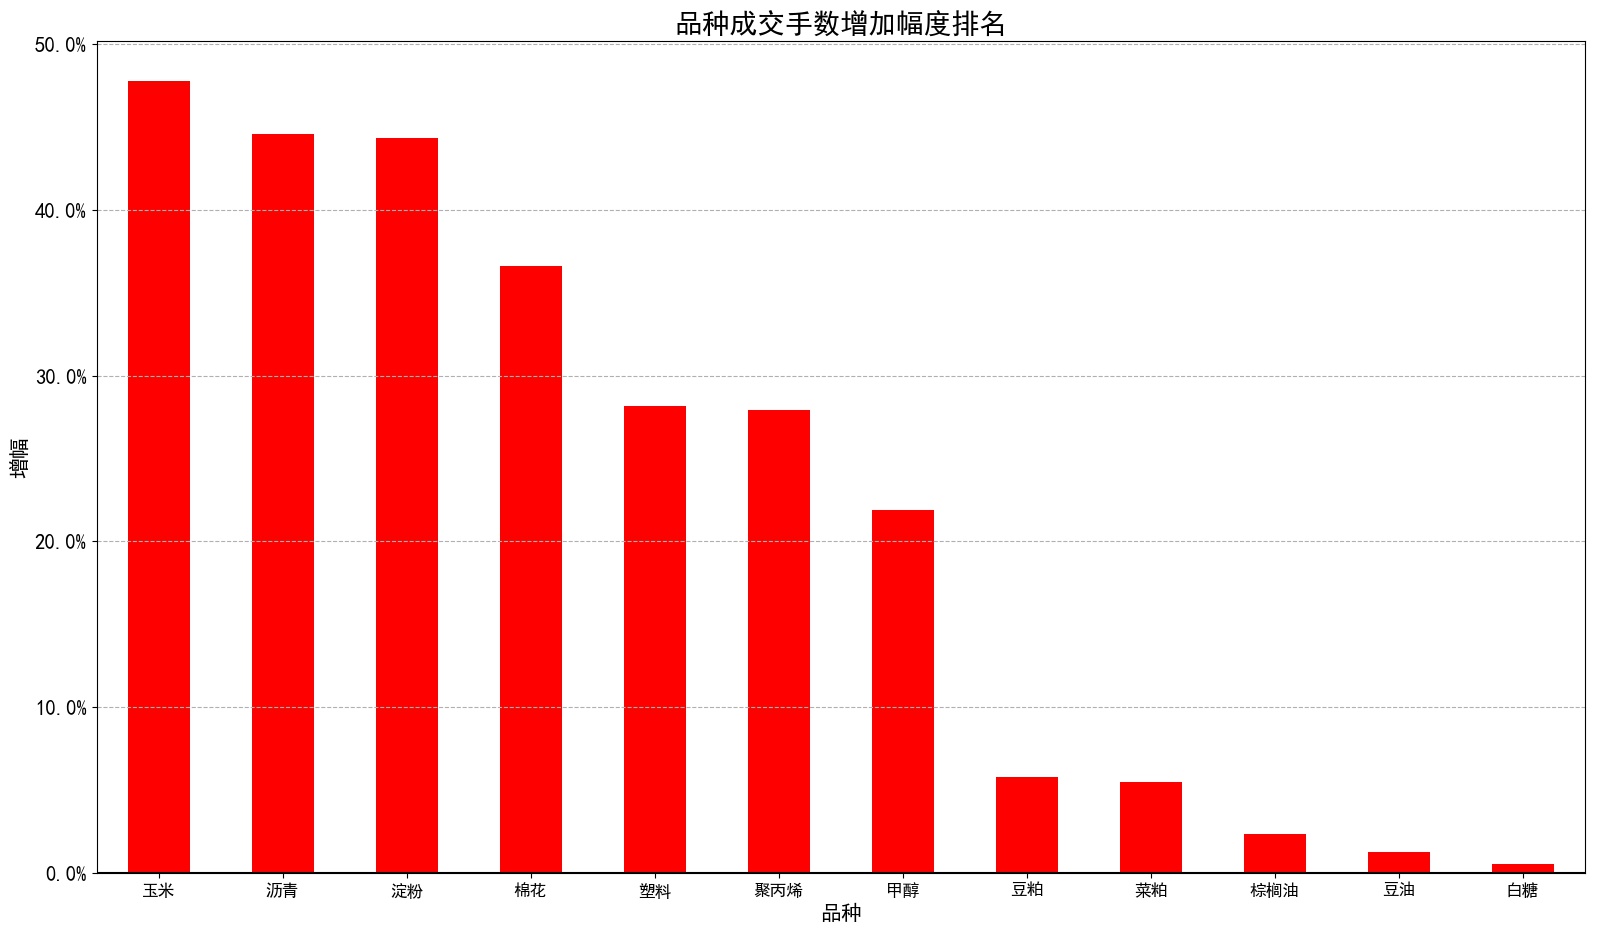 品种成交手数增加幅度排名
50.0%
40.0%
30.0%
20.0%
10.0%
0.0%
增幅
玉米 沥青 淀粉 棉花 塑料 聚丙烯 甲醇 豆粕 菜粕 棕榈油 豆油 白糖
品种